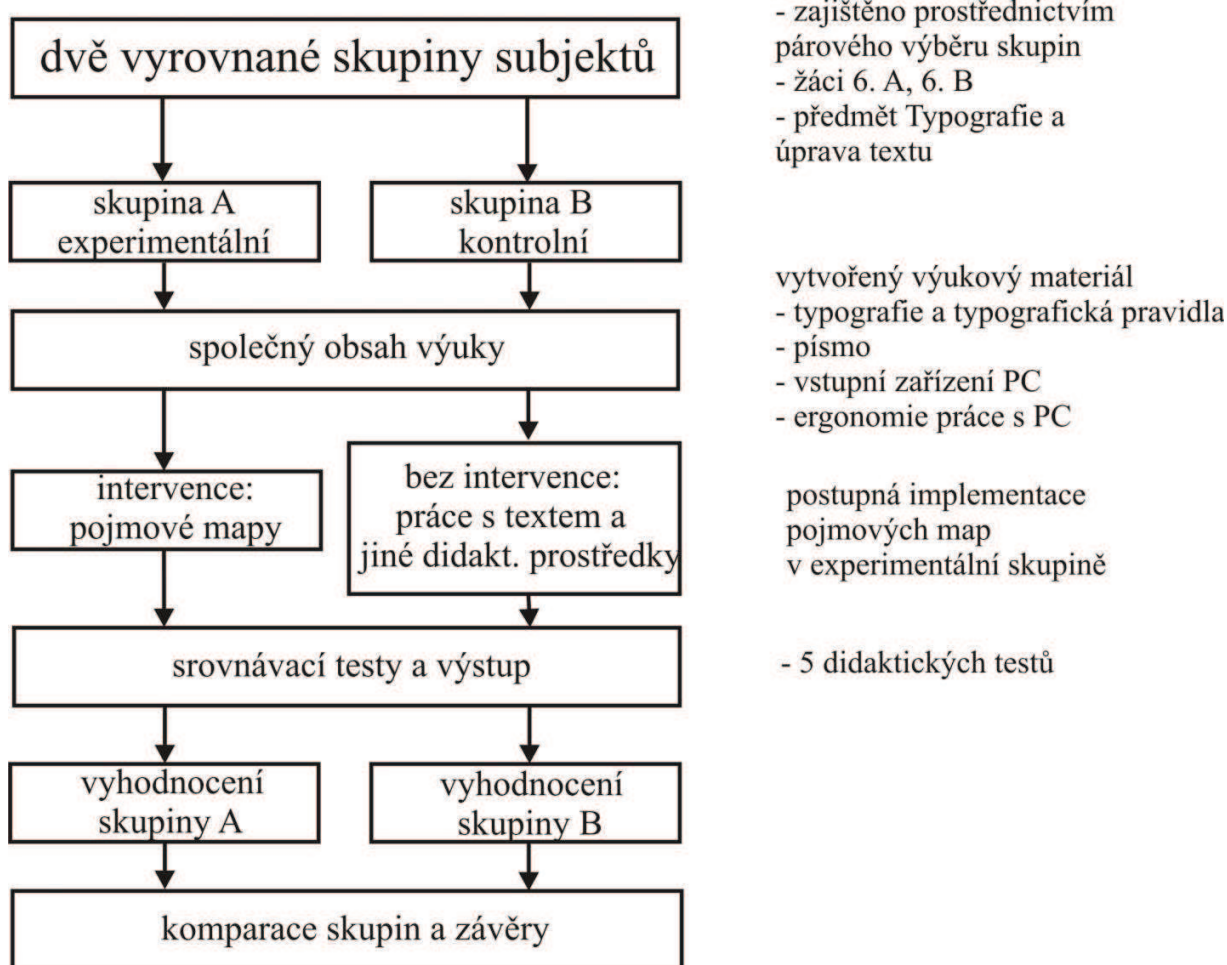 dvě vyrovnané skupiny subjektů
- zajištěno prostřednictvím
párového výběru skupin
- žáci 6. A, 6. B
- předmět Typografie a
úprava textu
skupina A
experimentální
skupina B
kontrolní
společný obsah výuky
vytvořený výukový materiál
- typografie a typografická pravidla
- písmo
- vstupní zařízení PC
- ergonomie práce s PC
intervence:
pojmové mapy
bez intervence:
práce s textem a
jiné didakt. prostředky
postupná implementace
pojmových map
v experimentální skupině
srovnávací testy a výstup
- 5 didaktických testů
vyhodnocení
skupiny A
vyhodnocení
skupiny B
komparace skupin a závěry